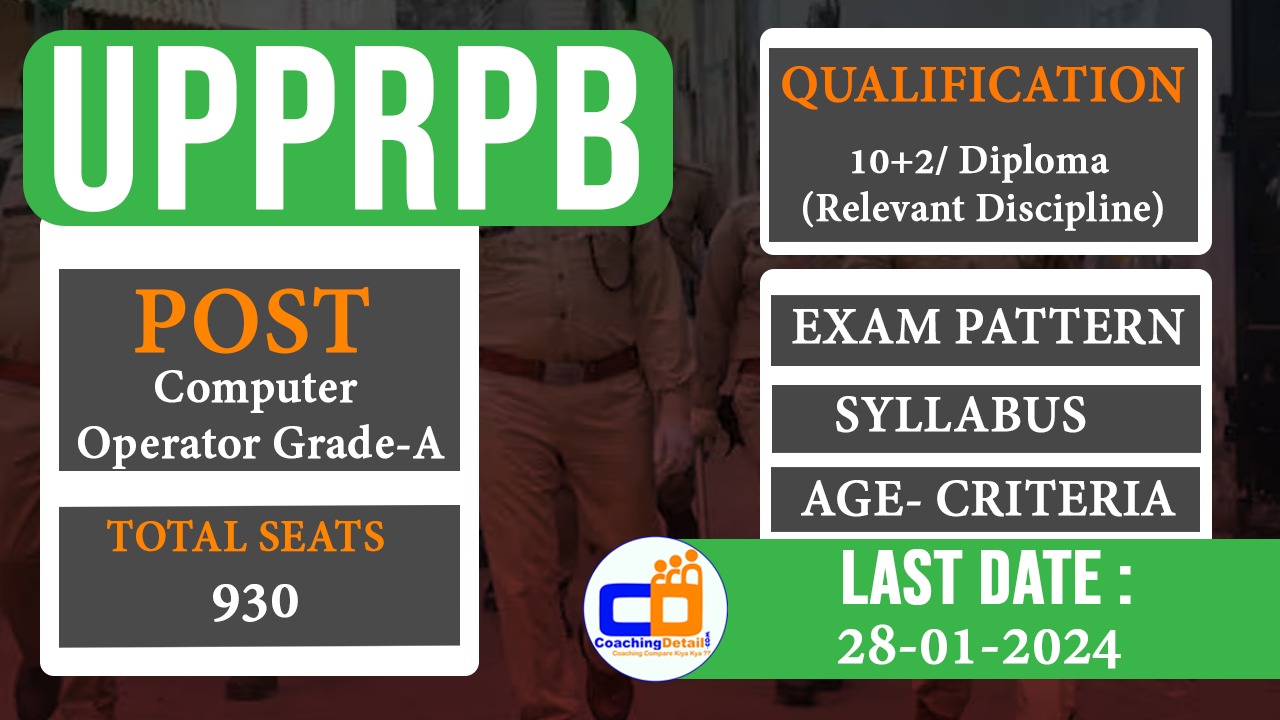 UPPRPB
POST
Computer
Operator Grade-A
TOTAL SEATS
930
QUALIFICATION
10+2/ Diploma
(Relevant Discipline)
EXAM PATTERN
SYLLABUS
AGE- CRITERIA
LAST DATE :
28-01-2024
CoachingDetail.com
Coaching Compare Kiya Kya ??